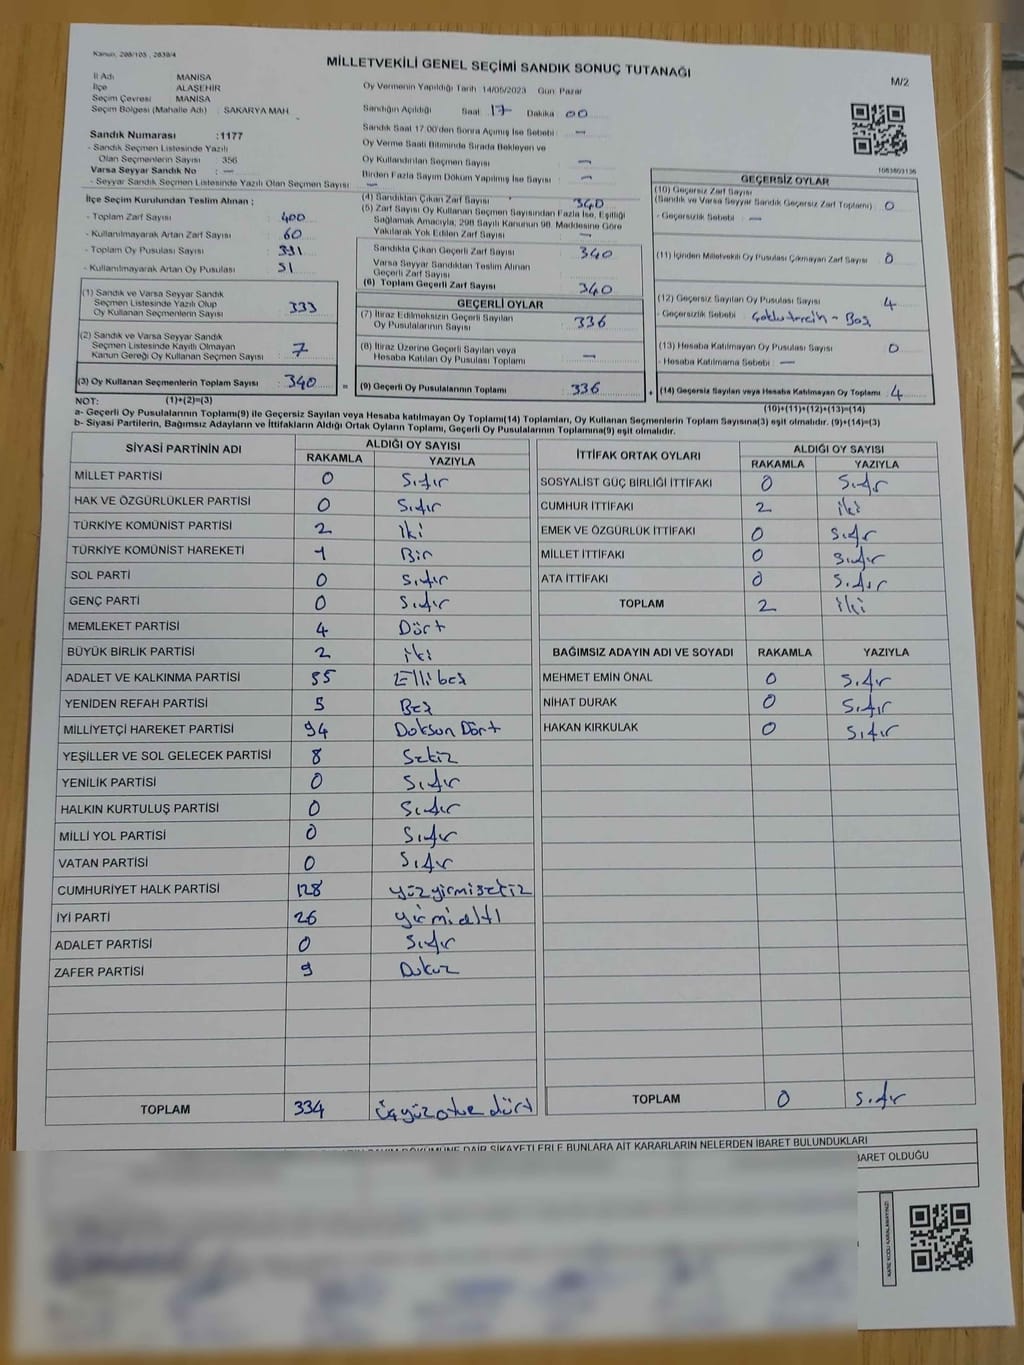 Kanun, 298/105 , 2839/4
MİLLETVEKİLİ GENEL SEÇİMİ SANDIK SONUÇ TUTANAĞI
M/2
İl Adı MANİSA
İlçe ALAŞEHİR
Seçim Çevresi MANİSA
Seçim Bölgesi (Mahalle Adı) : SAKARYA MAH
Sandık Numarası :1177
- Sandık Seçmen Listesinde Yazılı
Olan Seçmenlerin Sayısı : 356
Varsa Seyyar Sandık No : —
- Seyyar Sandık Seçmen Listesinde Yazılı Olan Seçmen Sayısı : —
Oy Vermenin Yapıldığı Tarih 14/05/2023 Gün Pazar
Sandığın Açıldığı Saat 17 Dakika 00
Sandık Saat 17.00'den Sonra Açılmış İse Sebebi : —
Oy Verme Saati Bitiminde Sırada Bekleyen ve
Oy Kullandırılan Seçmen Sayısı : —
Birden Fazla Sayım Döküm Yapılmış İse Sayısı : —
1083803136
İlçe Seçim Kurulundan Teslim Alınan :
- Toplam Zarf Sayısı : 400
- Kullanılmayarak Artan Zarf Sayısı : 60
- Toplam Oy Pusulası Sayısı : 391
- Kullanılmayarak Artan Oy Pusulası : 51
(1) Sandık ve Varsa Seyyar Sandık
Seçmen Listesinde Yazılı Olup
Oy Kullanan Seçmenlerin Sayısı : 333
(2) Sandık ve Varsa Seyyar Sandık
Seçmen Listesinde Kayıtlı Olmayan
Kanun Gereği Oy Kullanan Seçmen Sayısı : 7
(3) Oy Kullanan Seçmenlerin Toplam Sayısı : 340
(4) Sandıktan Çıkan Zarf Sayısı : 340
(5) Zarf Sayısı Oy Kullanan Seçmen Sayısından Fazla İse, Eşitliği
Sağlamak Amacıyla, 298 Sayılı Kanunun 98. Maddesine Göre
Yakılarak Yok Edilen Zarf Sayısı : —
Sandıkta Çıkan Geçerli Zarf Sayısı : 340
Varsa Seyyar Sandıktan Teslim Alınan
Geçerli Zarf Sayısı :
(6) Toplam Geçerli Zarf Sayısı : 340
GEÇERLİ OYLAR
(7) İtiraz Edilmeksizin Geçerli Sayılan
Oy Pusulalarının Sayısı : 336
(8) İtiraz Üzerine Geçerli Sayılan veya
Hesaba Katılan Oy Pusulası Toplamı : —
= (9) Geçerli Oy Pusulalarının Toplamı : 336
GEÇERSİZ OYLAR
(10) Geçersiz Zarf Sayısı
(Sandık ve Varsa Seyyar Sandık Geçersiz Zarf Toplamı) : 0
- Geçersizlik Sebebi : —
(11) İçinden Milletvekili Oy Pusulası Çıkmayan Zarf Sayısı : 0
(12) Geçersiz Sayılan Oy Pusulası Sayısı : 4
- Geçersizlik Sebebi : Çoklu tercih - Boş
(13) Hesaba Katılmayan Oy Pusulası Sayısı : 0
- Hesaba Katılmama Sebebi : —
+ (14) Geçersiz Sayılan veya Hesaba Katılmayan Oy Toplamı : 4
NOT: (1)+(2)=(3)
(10)+(11)+(12)+(13)=(14)
a- Geçerli Oy Pusulalarının Toplamı(9) ile Geçersiz Sayılan veya Hesaba katılmayan Oy Toplamı(14) Toplamları, Oy Kullanan Seçmenlerin Toplam Sayısına(3) eşit olmalıdır. (9)+(14)=(3)
b- Siyasi Partilerin, Bağımsız Adayların ve İttifakların Aldığı Ortak Oyların Toplamı, Geçerli Oy Pusulalarının Toplamına(9) eşit olmalıdır.
SİYASİ PARTİNİN ADI ALDIĞI OY SAYISI
RAKAMLA YAZIYLA
MİLLET PARTİSİ 0 Sıfır
HAK VE ÖZGÜRLÜKLER PARTİSİ 0 Sıfır
TÜRKİYE KOMÜNİST PARTİSİ 2 iki
TÜRKİYE KOMÜNİST HAREKETİ 1 Bir
SOL PARTİ 0 Sıfır
GENÇ PARTİ 0 Sıfır
MEMLEKET PARTİSİ 4 Dört
BÜYÜK BİRLİK PARTİSİ 2 iki
ADALET VE KALKINMA PARTİSİ 55 Ellibeş
YENİDEN REFAH PARTİSİ 5 Beş
MİLLİYETÇİ HAREKET PARTİSİ 94 Doksan Dört
YEŞİLLER VE SOL GELECEK PARTİSİ 8 Sekiz
YENİLİK PARTİSİ 0 Sıfır
HALKIN KURTULUŞ PARTİSİ 0 Sıfır
MİLLİ YOL PARTİSİ 0 Sıfır
VATAN PARTİSİ 0 Sıfır
CUMHURİYET HALK PARTİSİ 128 yüzyirmisekiz
İYİ PARTİ 26 yirmialtı
ADALET PARTİSİ 0 Sıfır
ZAFER PARTİSİ 9 Dokuz
TOPLAM 334 üçyüzotuz dört
İTTİFAK ORTAK OYLARI ALDIĞI OY SAYISI
RAKAMLA YAZIYLA
SOSYALİST GÜÇ BİRLİĞİ İTTİFAKI 0 Sıfır
CUMHUR İTTİFAKI 2 iki
EMEK VE ÖZGÜRLÜK İTTİFAKI 0 Sıfır
MİLLET İTTİFAKI 0 Sıfır
ATA İTTİFAKI 0 Sıfır
TOPLAM 2 iki
BAĞIMSIZ ADAYIN ADI VE SOYADI RAKAMLA YAZIYLA
MEHMET EMİN ÖNAL 0 Sıfır
NİHAT DURAK 0 Sıfır
HAKAN KIRKULAK 0 Sıfır
TOPLAM 0 Sıfır
DÖKÜMÜNE DAİR ŞİKAYETLERLE BUNLARA AİT KARARLARIN NELERDEN İBARET BULUNDUKLARI
BARET OLDUĞU
KARE KODU KARALAMAYINIZ!